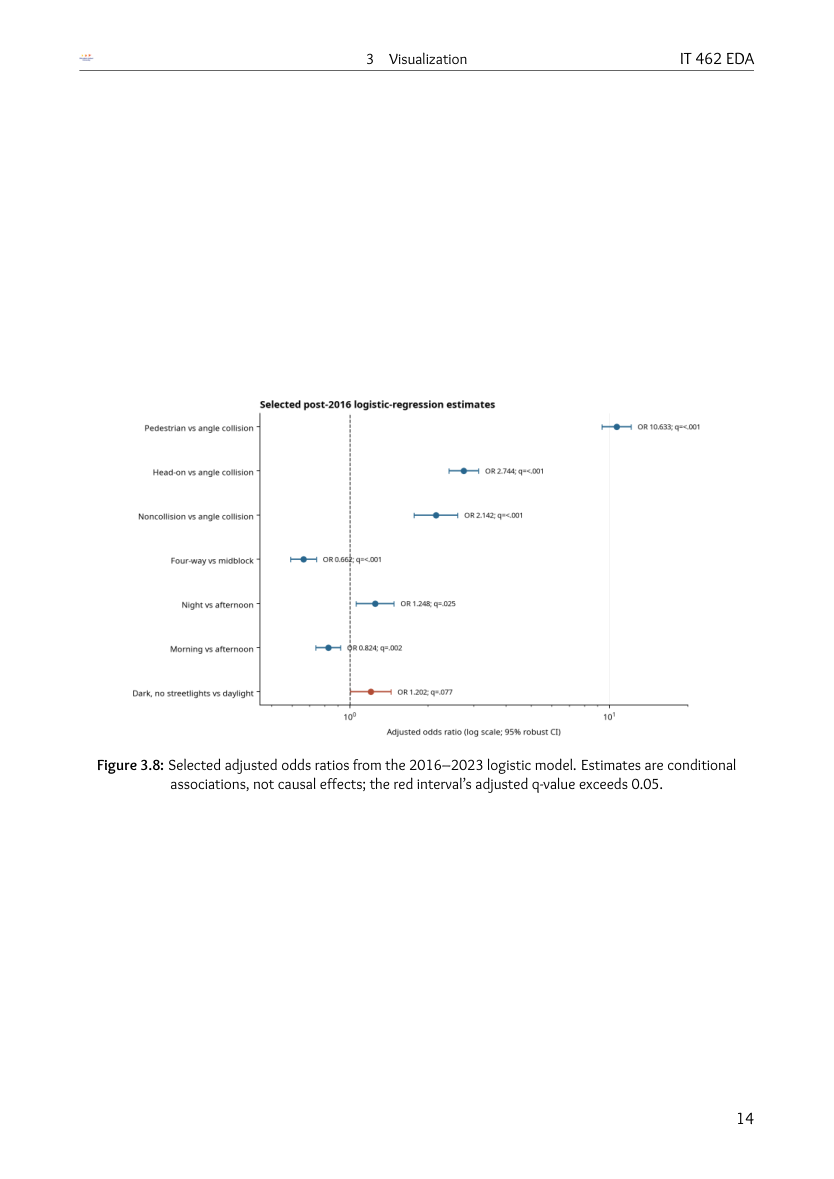 3 Visualization IT 462 EDA
Selected post-2016 logistic-regression estimates
Pedestrian vs angle collision OR 10.633; q=<.001
Head-on vs angle collision OR 2.744; q=<.001
Noncollision vs angle collision OR 2.142; q=<.001
Four-way vs midblock OR 0.662; q=<.001
Night vs afternoon OR 1.248; q=.025
Morning vs afternoon OR 0.824; q=.002
Dark, no streetlights vs daylight OR 1.202; q=.077
10⁰ 10¹
Adjusted odds ratio (log scale; 95% robust CI)
Figure 3.8: Selected adjusted odds ratios from the 2016–2023 logistic model. Estimates are conditional
associations, not causal effects; the red interval’s adjusted q-value exceeds 0.05.
14